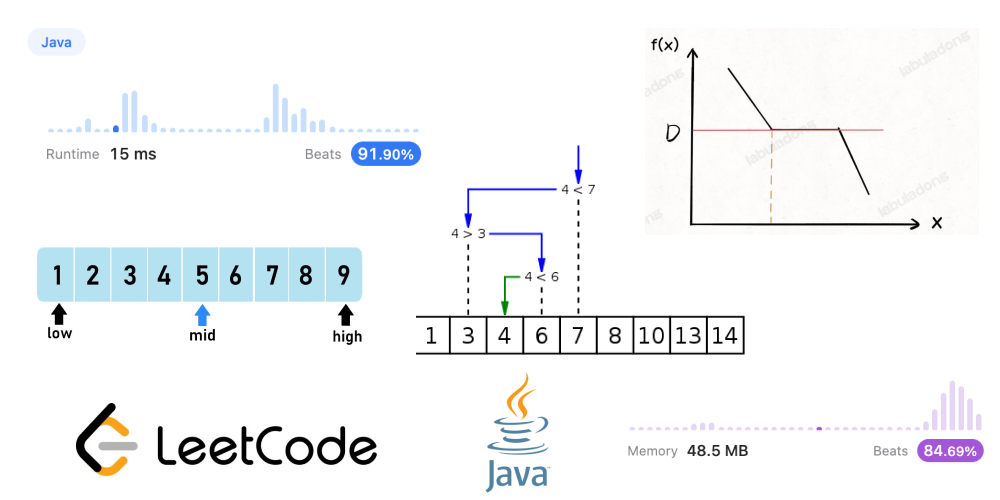 Java
Runtime 15 ms
Beats 91.90%
f(x)
D
x
labuladong
labuladong
labuladong
4 < 7
4 > 3
4 < 6
1 2 3 4 5 6 7 8 9
low
mid
high
1 3 4 6 7 8 10 13 14
LeetCode
Java
Memory 48.5 MB
Beats 84.69%